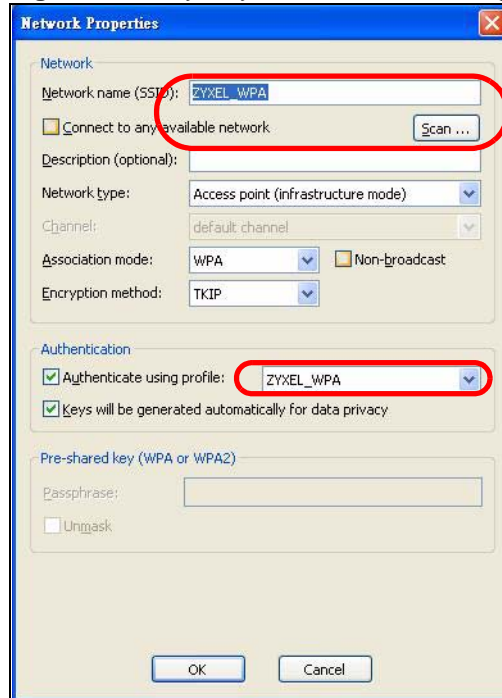 Network Properties
Network
Network name (SSID): ZYXEL_WPA
Connect to any available network Scan ...
Description (optional):
Network type: Access point (infrastructure mode)
Channel: default channel
Association mode: WPA Non-broadcast
Encryption method: TKIP
Authentication
Authenticate using profile: ZYXEL_WPA
Keys will be generated automatically for data privacy
Pre-shared key (WPA or WPA2)
Passphrase:
Unmask
OK Cancel